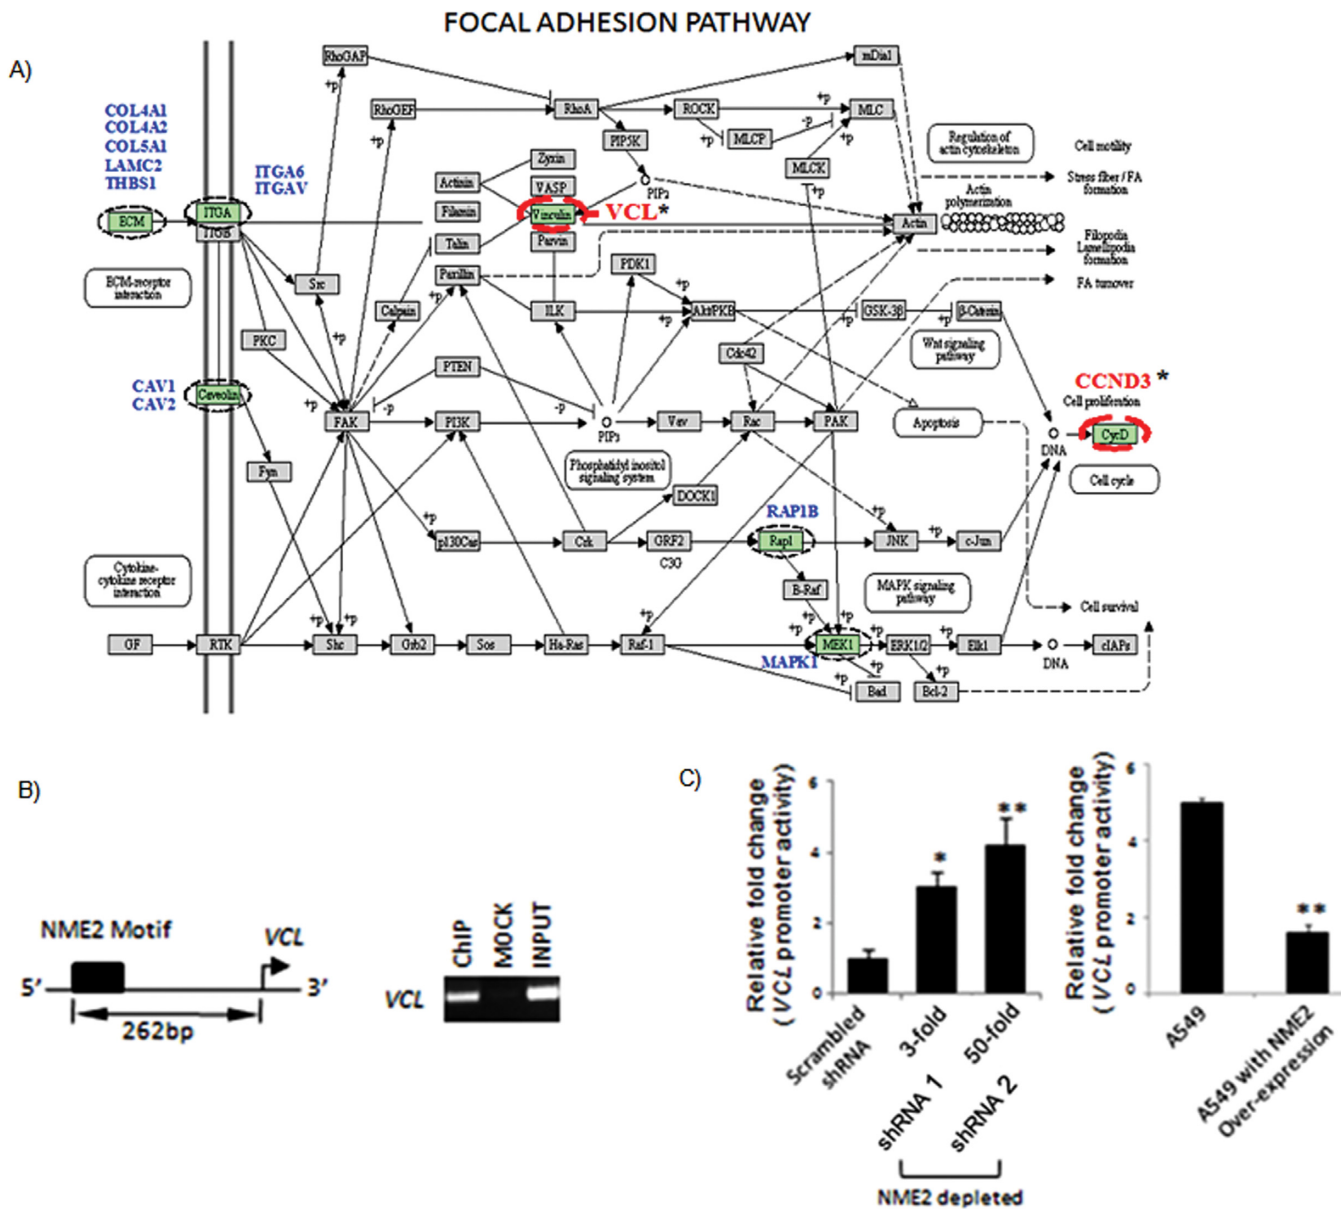 FOCAL ADHESION PATHWAY
A)
RhoGAP
mDia1
+p
COL4A1
COL4A2
COL5A1
LAMC2
THBS1
RhoGEF
RhoA
ROCK
+p
MLC
+p
PIP5K
+p
MLCP
-p
+p
MLCK
+p
Regulation of
actin cytoskeleton
Cell motility
Stress fiber / FA
formation
ITGA6
ITGAV
Zyxin
Actinin
VASP
PIP2
Actin
polymerization
ECM
ITGA
ITGB
Filamin
Vinculin
VCL*
Actin
Talin
Parvin
Filopodia
Lamellipodia
formation
ECM-receptor
interaction
Src
Paxillin
+p
PDK1
+p
FA turnover
Calpain
ILK
+p
Akt/PKB
+p
GSK-3β
+p
β-Catenin
PKC
+p
Cdc42
Wnt signaling
pathway
PTEN
CAV1
CAV2
Caveolin
+p
-p
-p
CCND3 *
Cell proliferation
FAK
PI3K
PIP3
Vav
Rac
PAK
Apoptosis
DNA
CycD
Fyn
Phosphatidyl inositol
signaling system
Cell cycle
DOCK1
+p
RAP1B
+p
p130Cas
Crk
GRF2
Rap1
JNK
+p
c-Jun
C3G
Cytokine-
cytokine receptor
interaction
B-Raf
MAPK signaling
pathway
Cell survival
+p
+p
+p
+p
+p
+p
GF
RTK
Shc
Grb2
Sos
Ha-Ras
Raf-1
+p
MEK1
+p
ERK1/2
+p
Elk1
DNA
cIAPs
MAPK1
+p
+p
Bad
+p
Bcl-2
B)
NME2 Motif
VCL
5'
3'
262bp
ChIP
MOCK
INPUT
VCL
C)
Relative fold change
( VCL promoter activity)
6
4
2
0
*
**
Scrambled
shRNA
3-fold
50-fold
shRNA 1
shRNA 2
NME2 depleted
Relative fold change
( VCL promoter activity)
6
4
2
0
**
A549
A549 with NME2
Over-expression